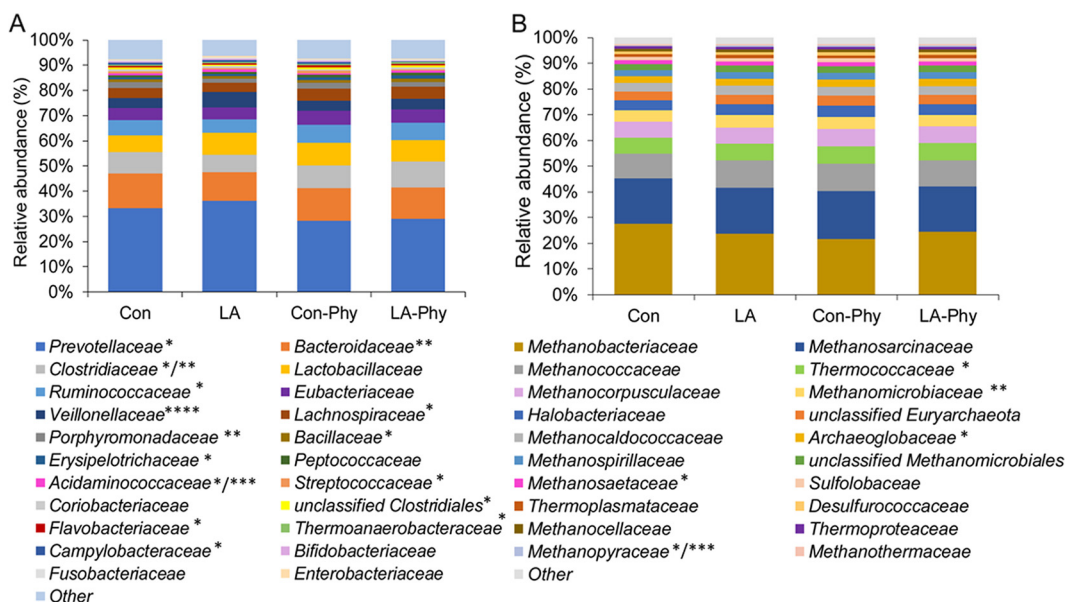 A
Relative abundance (%)
100%
90%
80%
70%
60%
50%
40%
30%
20%
10%
0%
Con LA Con-Phy LA-Phy
Prevotellaceae * Bacteroidaceae**
Clostridiaceae */** Lactobacillaceae
Ruminococcaceae * Eubacteriaceae
Veillonellaceae**** Lachnospiraceae*
Porphyromonadaceae ** Bacillaceae *
Erysipelotrichaceae * Peptococcaceae
Acidaminococcaceae */*** Streptococcaceae *
Coriobacteriaceae unclassified Clostridiales*
Flavobacteriaceae * Thermoanaerobacteraceae*
Campylobacteraceae * Bifidobacteriaceae
Fusobacteriaceae Enterobacteriaceae
Other
B
Relative abundance (%)
100%
90%
80%
70%
60%
50%
40%
30%
20%
10%
0%
Con LA Con-Phy LA-Phy
Methanobacteriaceae Methanosarcinaceae
Methanococcaceae Thermococcaceae *
Methanocorpusculaceae Methanomicrobiaceae **
Halobacteriaceae unclassified Euryarchaeota
Methanocaldococcaceae Archaeoglobaceae *
Methanospirillaceae unclassified Methanomicrobiales
Methanosaetaceae * Sulfolobaceae
Thermoplasmataceae Desulfurococcaceae
Methanocellaceae Thermoproteaceae
Methanopyraceae */*** Methanothermaceae
Other